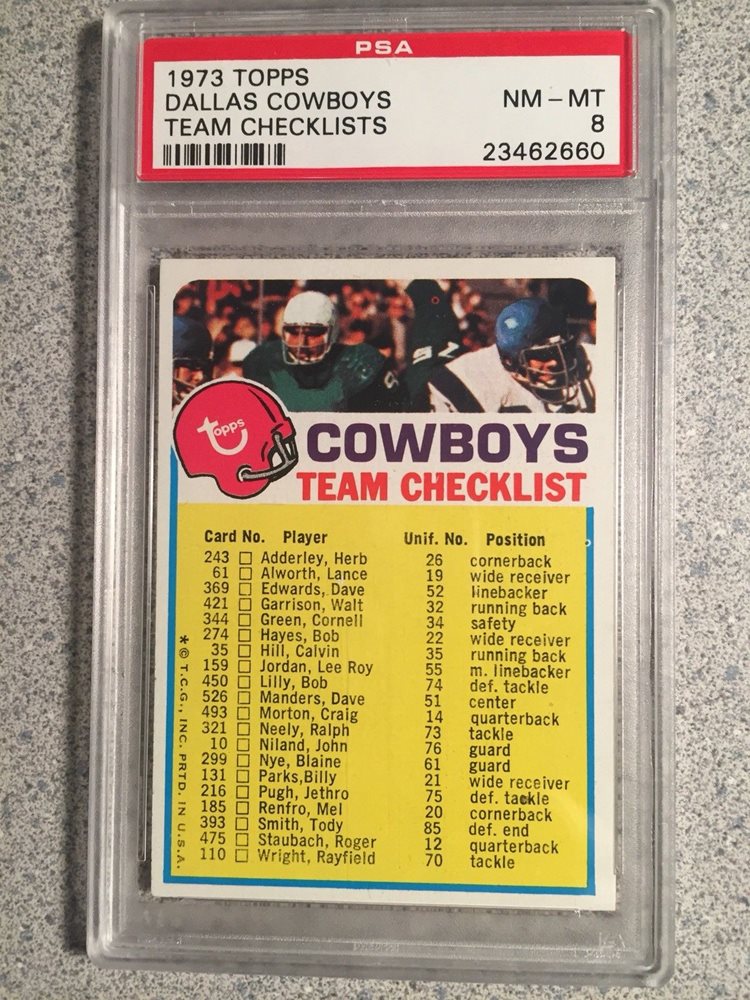 PSA
1973 TOPPS
DALLAS COWBOYS NM - MT
TEAM CHECKLISTS 8
23462660
topps
COWBOYS
TEAM CHECKLIST
Card No. Player Unif. No. Position
243 Adderley, Herb 26 cornerback
61 Alworth, Lance 19 wide receiver
369 Edwards, Dave 52 linebacker
421 Garrison, Walt 32 running back
344 Green, Cornell 34 safety
274 Hayes, Bob 22 wide receiver
35 Hill, Calvin 35 running back
159 Jordan, Lee Roy 55 m. linebacker
450 Lilly, Bob 74 def. tackle
526 Manders, Dave 51 center
493 Morton, Craig 14 quarterback
321 Neely, Ralph 73 tackle
10 Niland, John 76 guard
299 Nye, Blaine 61 guard
131 Parks,Billy 21 wide receiver
216 Pugh, Jethro 75 def. tackle
185 Renfro, Mel 20 cornerback
393 Smith, Tody 85 def. end
475 Staubach, Roger 12 quarterback
110 Wright, Rayfield 70 tackle
*© T.C.G., INC. PRTD. IN U.S.A.